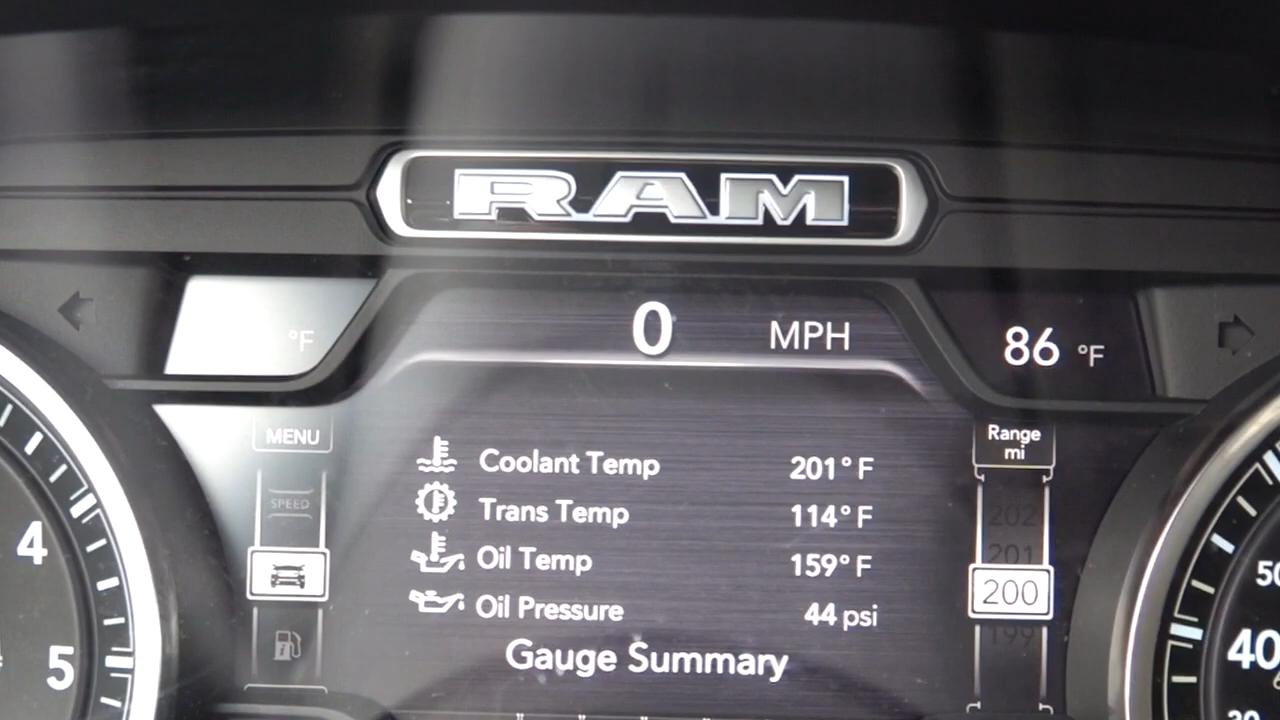 RAM
0 MPH
°F
86 °F
MENU
SPEED
Coolant Temp 201°F
Trans Temp 114°F
Oil Temp 159°F
Oil Pressure 44 psi
Gauge Summary
Range
mi
202
201
200
199
4
5
40